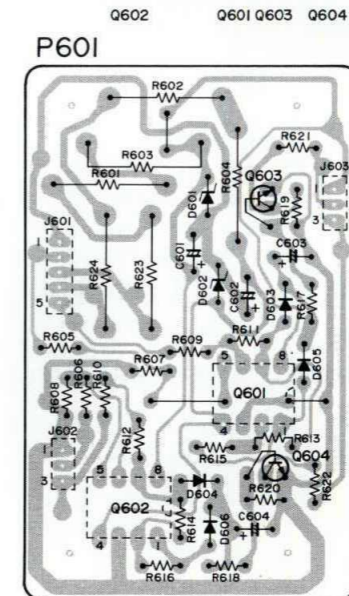 Q602 Q601 Q603 Q604
P601
R602
R621
R603
R604
J603
R601
Q603
D601
R619
3
J601
1
C601
C603
+
+
R624
R623
D602
C602
D603
R617
5
+
R611
R605
R609
5
8
D605
R607
R608
R606
R610
Q601
J602
R612
4
1
R613
1
R615
Q604
3
5
8
D604
R620
R622
Q602
R614
D606
C604
4
1
+
R616
R618